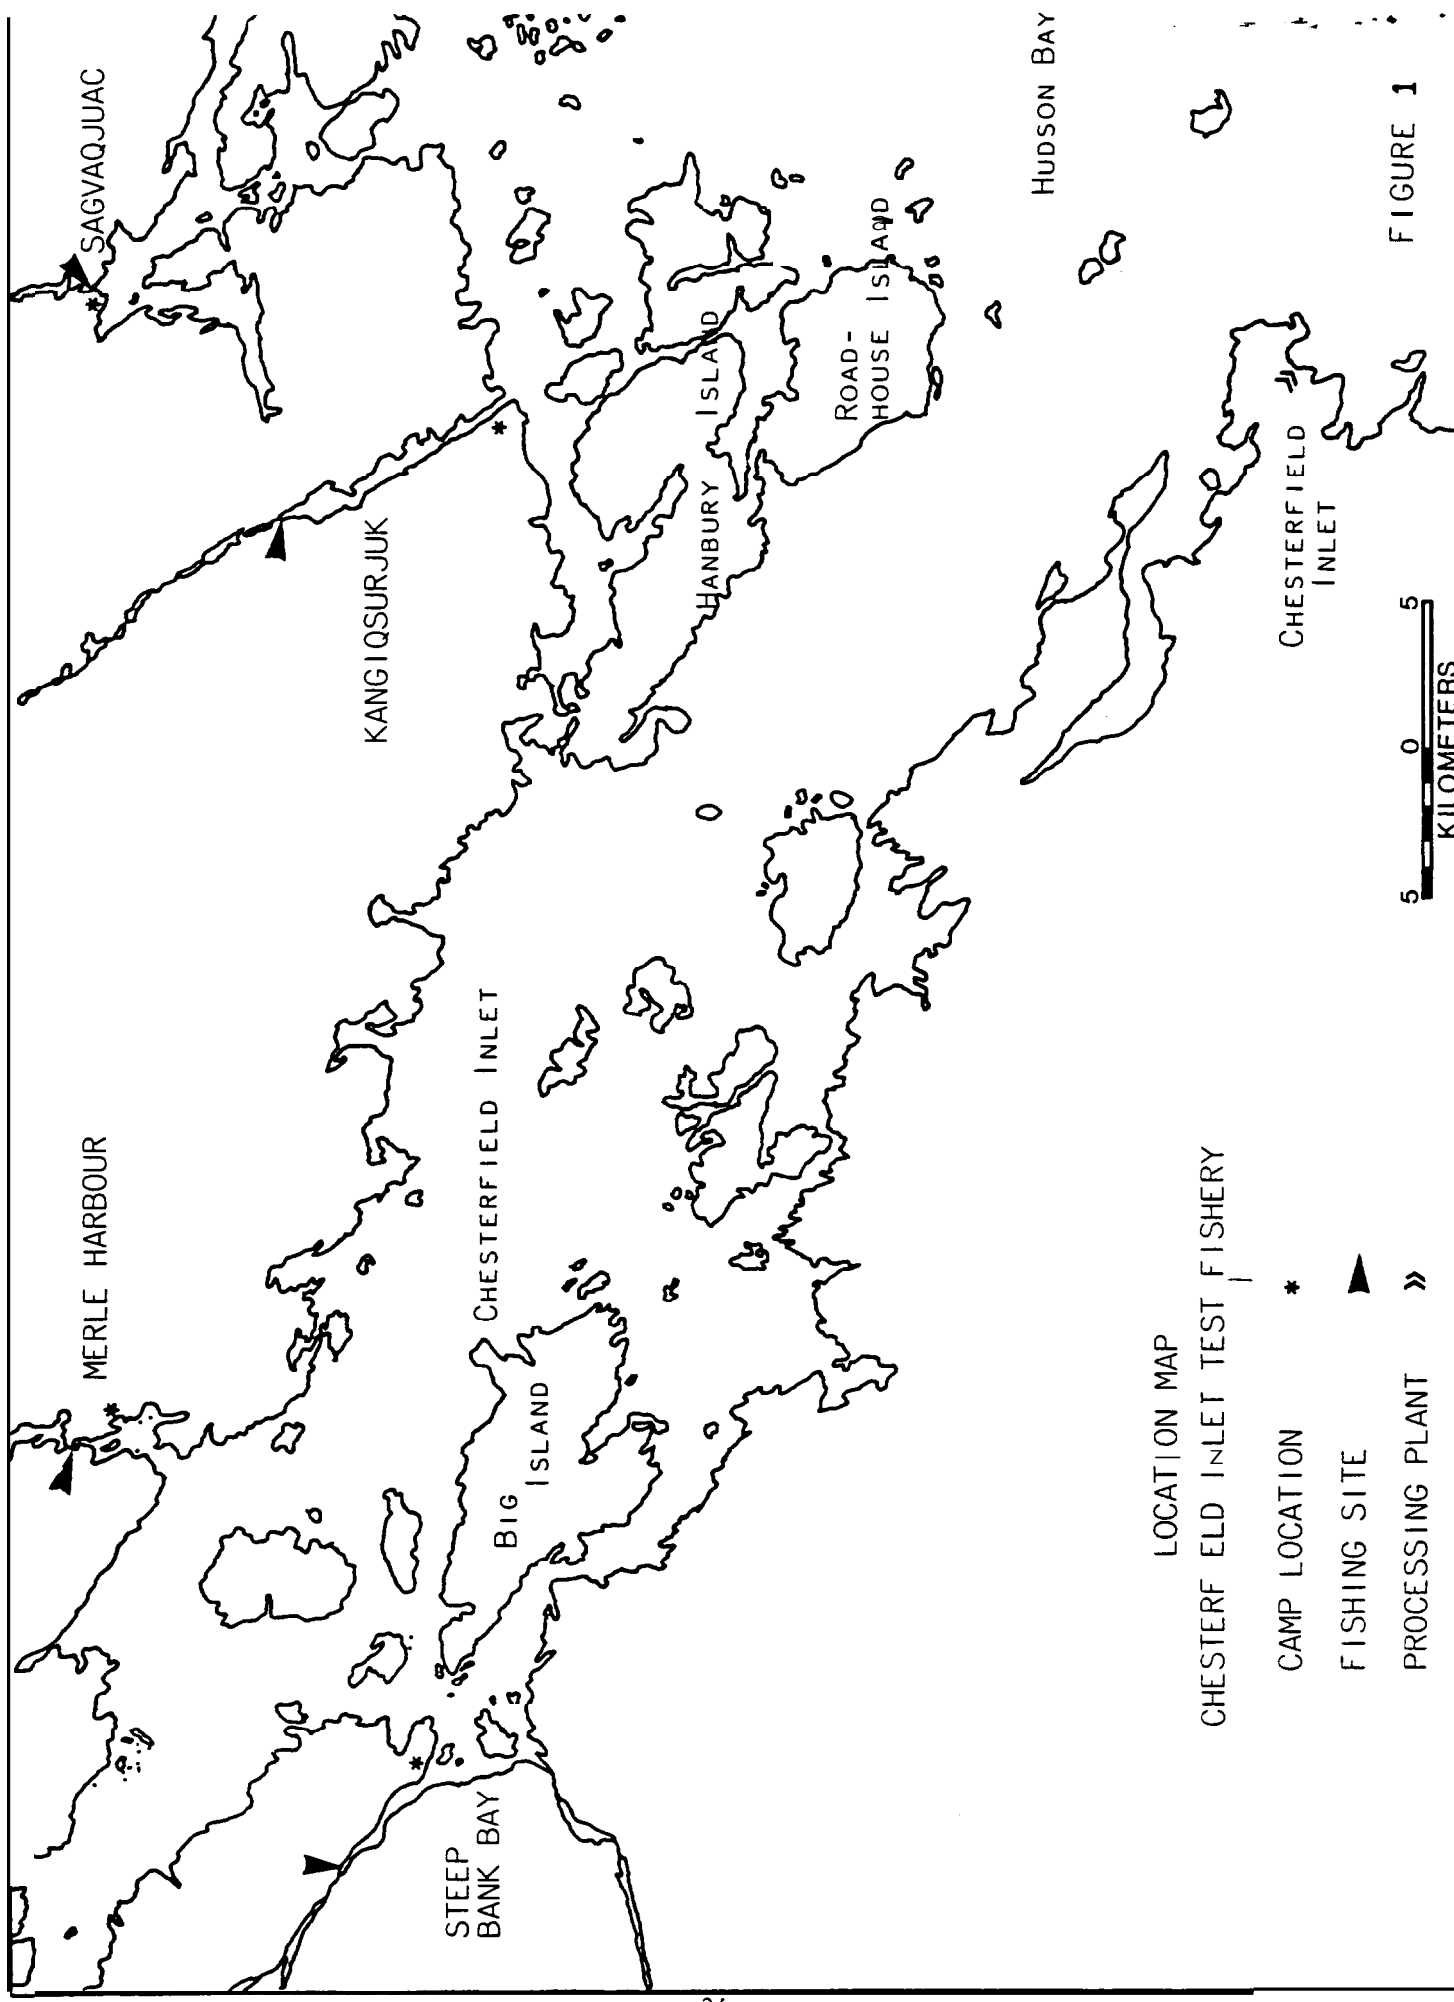 SAGVAQJUAC
MERLE HARBOUR
KANGIQSURJUK
CHESTERFIELD INLET
BIG
ISLAND
STEEP
BANK BAY
HANBURY ISLAND
ROAD-
HOUSE ISLAND
HUDSON BAY
CHESTERFIELD
INLET
LOCATION MAP
CHESTERF ELD INLET TEST FISHERY
CAMP LOCATION *
FISHING SITE
PROCESSING PLANT »
5 0 5
KILOMETERS
FIGURE 1